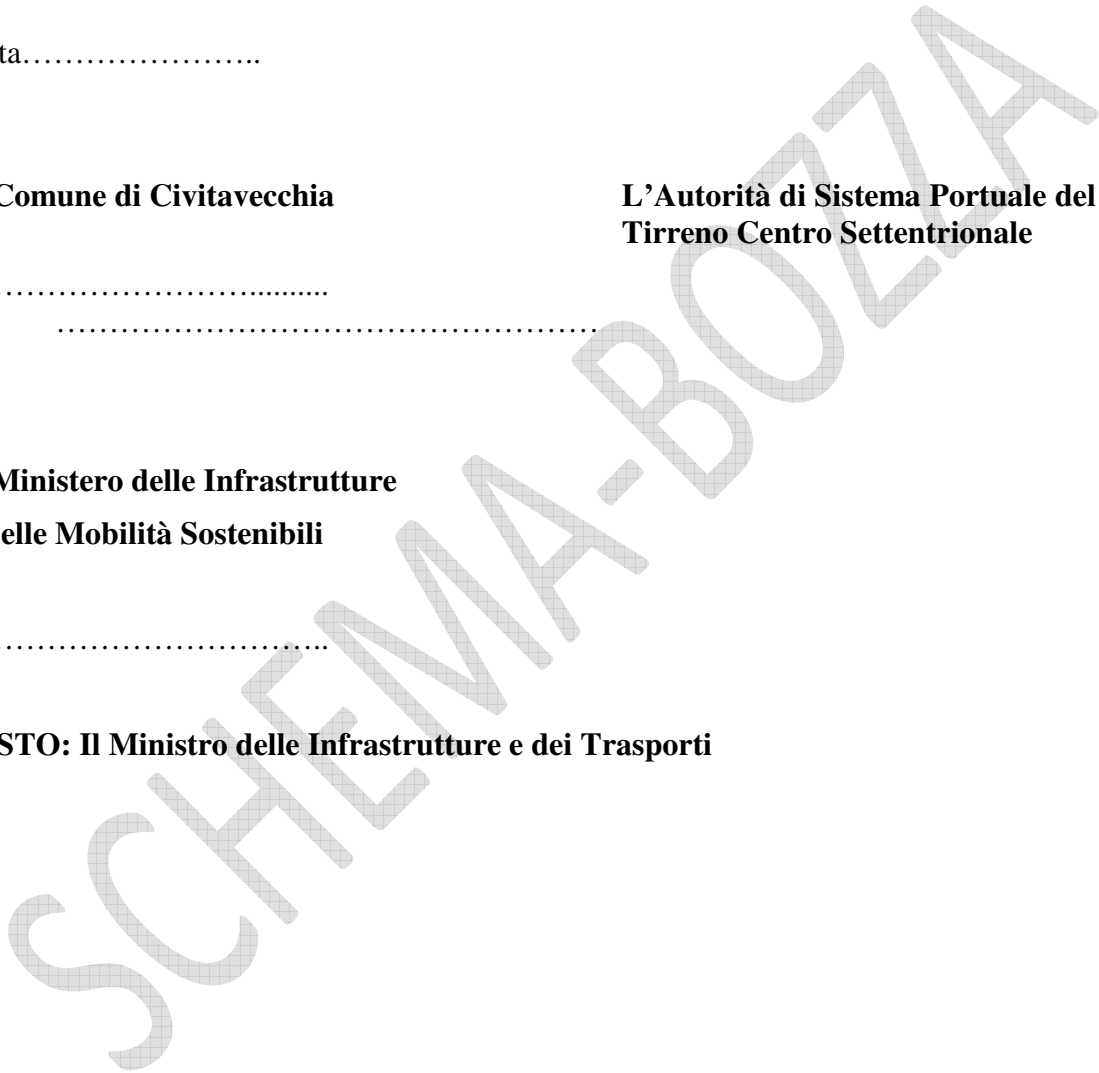 ta…………………..
Comune di Civitavecchia
L’Autorità di Sistema Portuale del
Tirreno Centro Settentrionale
……………………..........
……………………………………………
Ministero delle Infrastrutture
elle Mobilità Sostenibili
…………………………..
STO: Il Ministro delle Infrastrutture e dei Trasporti
SCHEMA-BOZZA